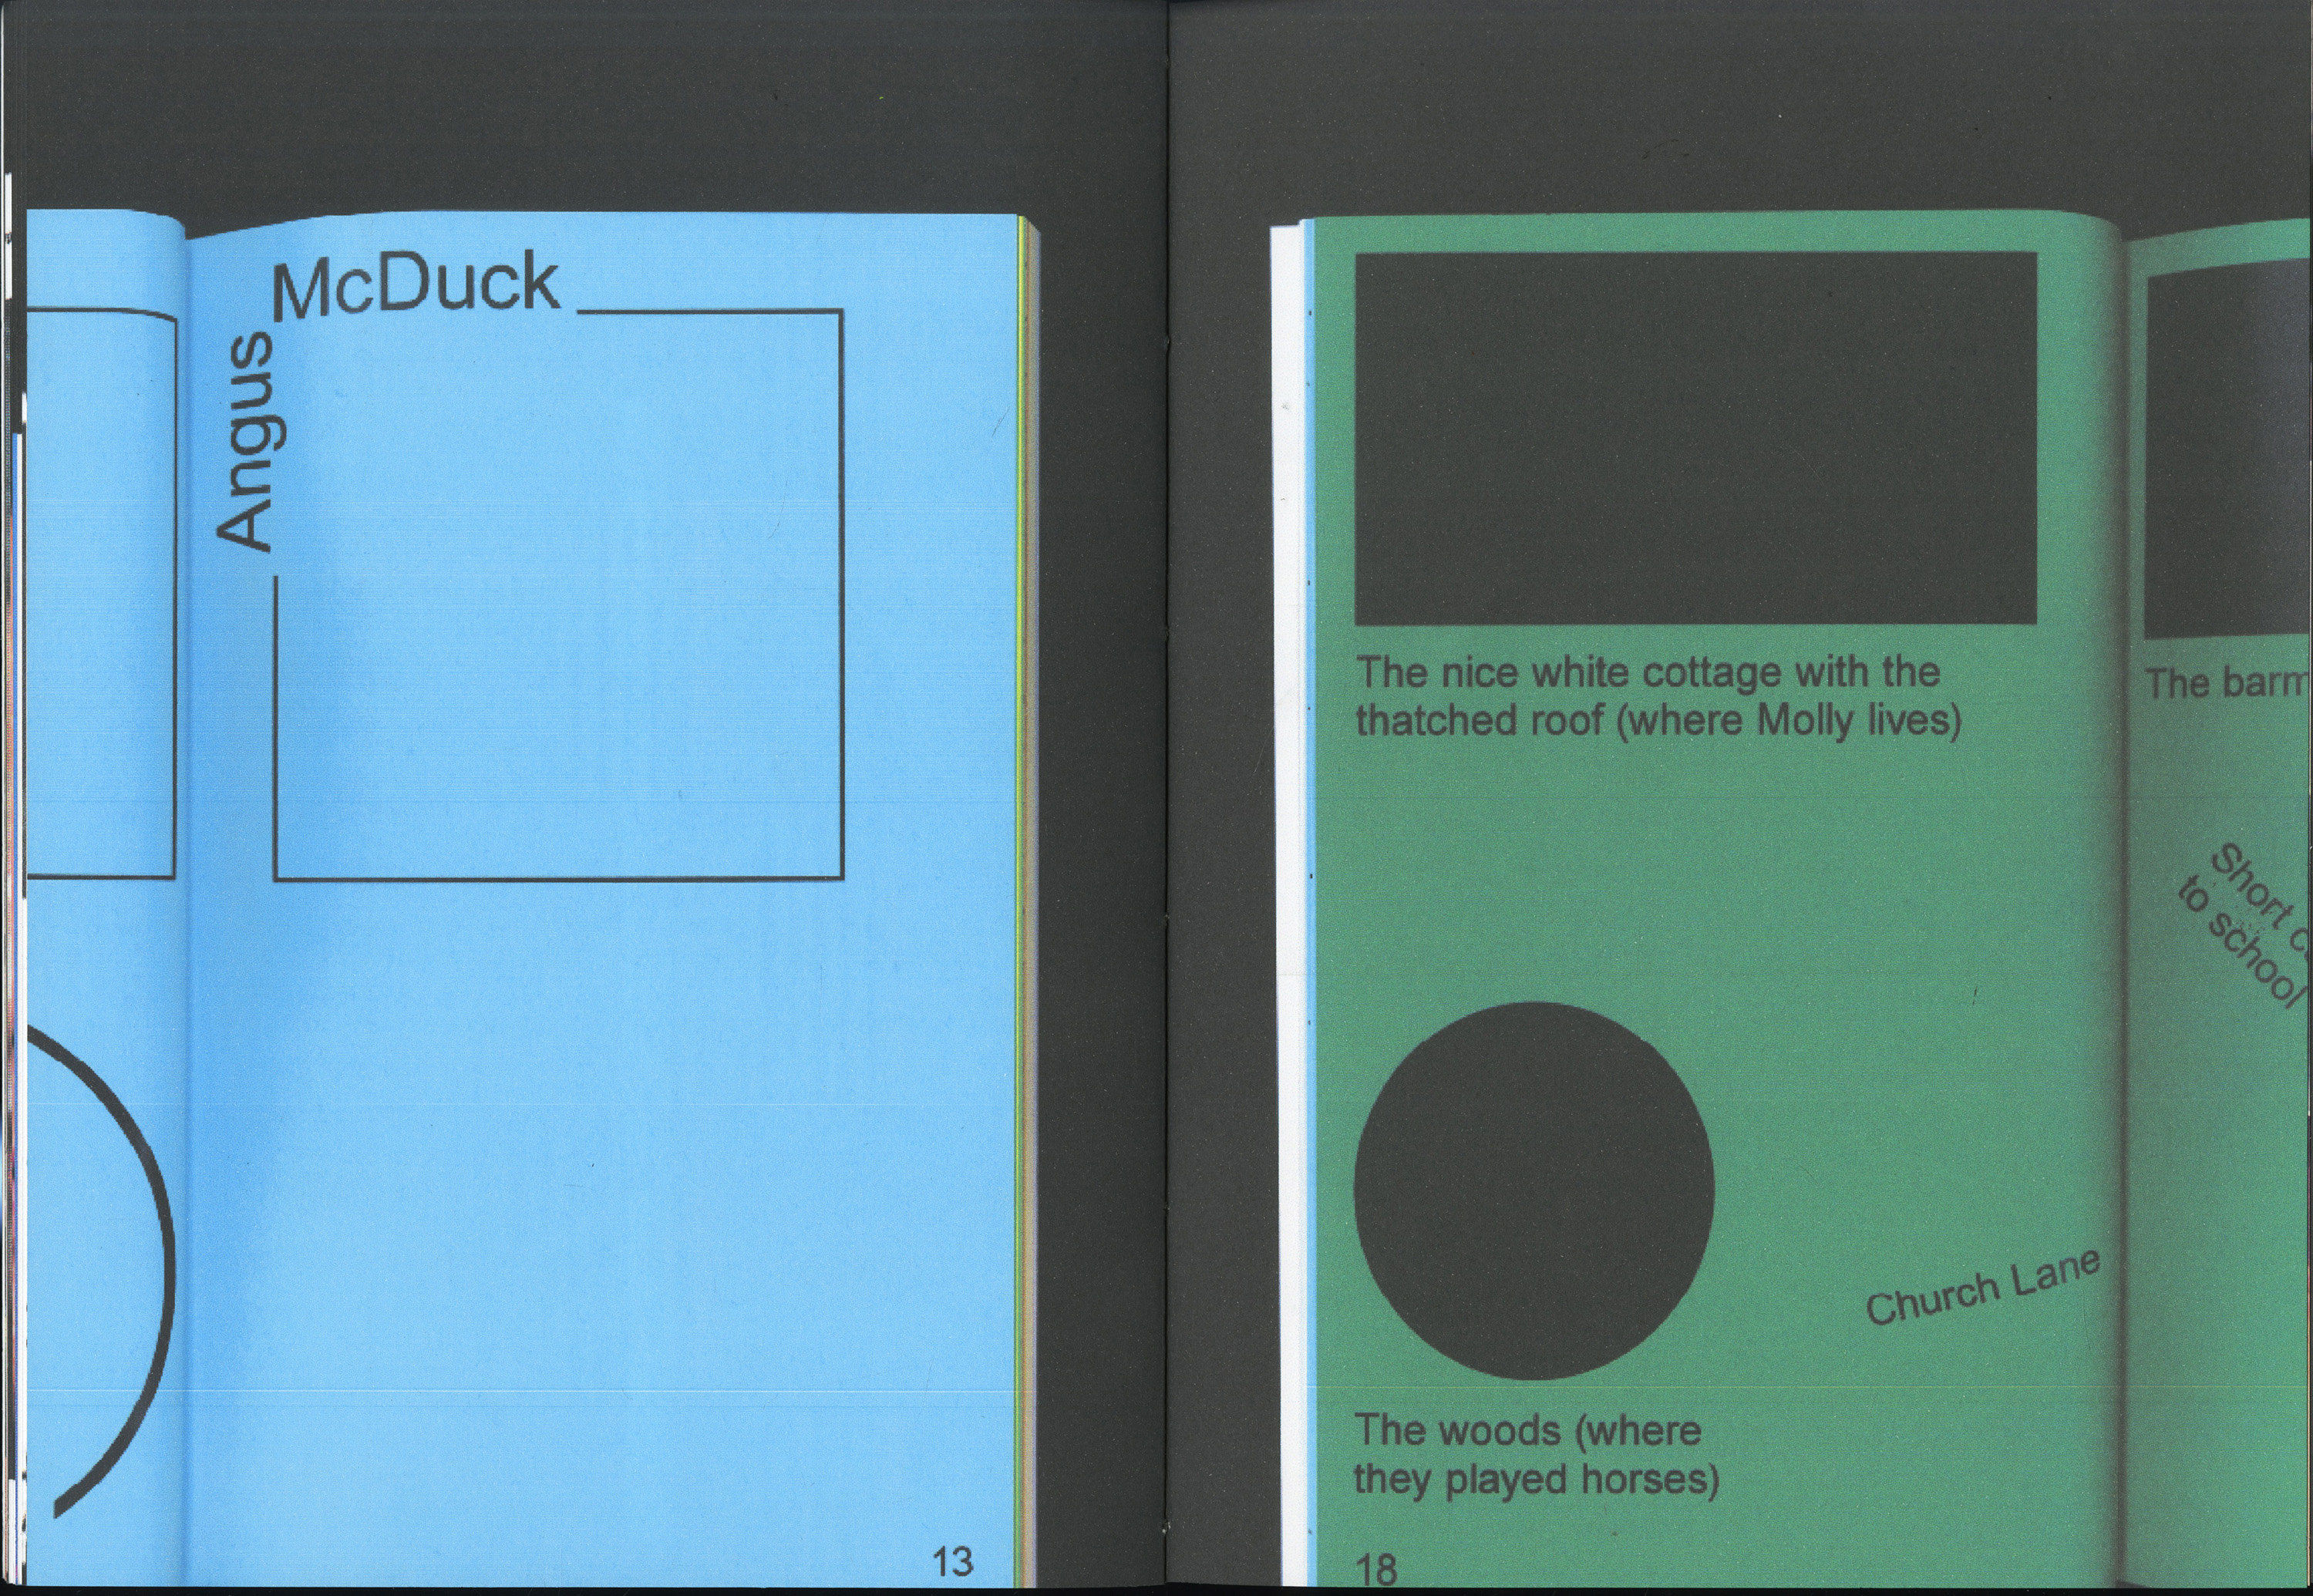 Angus
McDuck
13
The nice white cottage with the
thatched roof (where Molly lives)
The woods (where
they played horses)
Church Lane
18
The
Short
to school